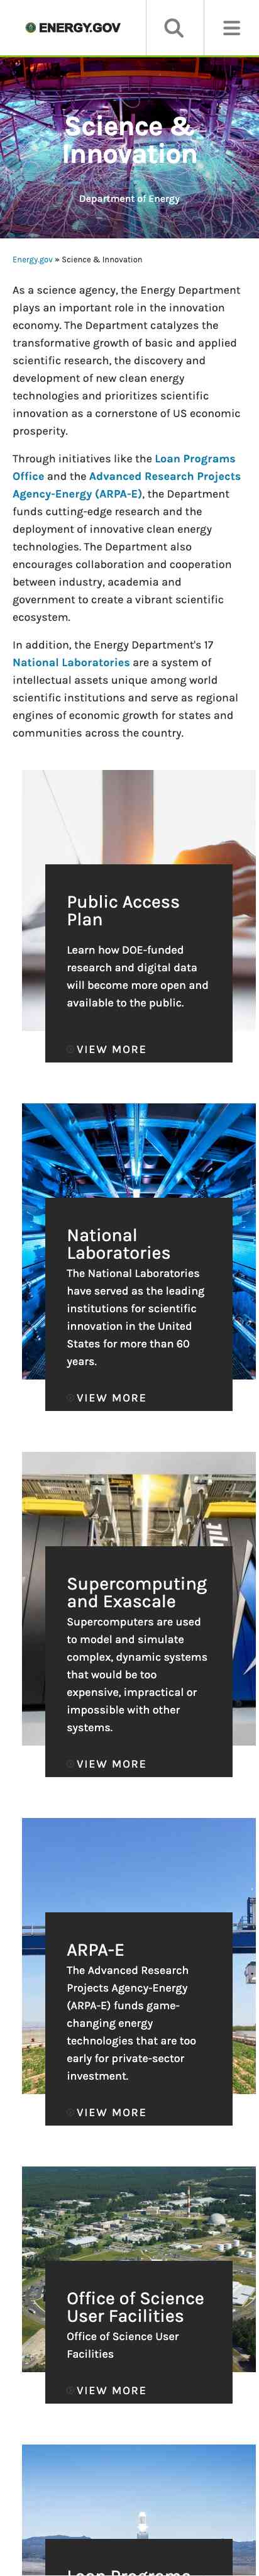 ENERGY.GOV
Science &
Innovation
Department of Energy
Energy.gov » Science & Innovation
As a science agency, the Energy Department
plays an important role in the innovation
economy. The Department catalyzes the
transformative growth of basic and applied
scientific research, the discovery and
development of new clean energy
technologies and prioritizes scientific
innovation as a cornerstone of US economic
prosperity.
Through initiatives like the Loan Programs
Office and the Advanced Research Projects
Agency-Energy (ARPA-E), the Department
funds cutting-edge research and the
deployment of innovative clean energy
technologies. The Department also
encourages collaboration and cooperation
between industry, academia and
government to create a vibrant scientific
ecosystem.
In addition, the Energy Department's 17
National Laboratories are a system of
intellectual assets unique among world
scientific institutions and serve as regional
engines of economic growth for states and
communities across the country.
Public Access
Plan
Learn how DOE-funded
research and digital data
will become more open and
available to the public.
VIEW MORE
National
Laboratories
The National Laboratories
have served as the leading
institutions for scientific
innovation in the United
States for more than 60
years.
VIEW MORE
Supercomputing
and Exascale
Supercomputers are used
to model and simulate
complex, dynamic systems
that would be too
expensive, impractical or
impossible with other
systems.
VIEW MORE
ARPA-E
The Advanced Research
Projects Agency-Energy
(ARPA-E) funds game-
changing energy
technologies that are too
early for private-sector
investment.
VIEW MORE
Office of Science
User Facilities
Office of Science User
Facilities
VIEW MORE
Loan Programs